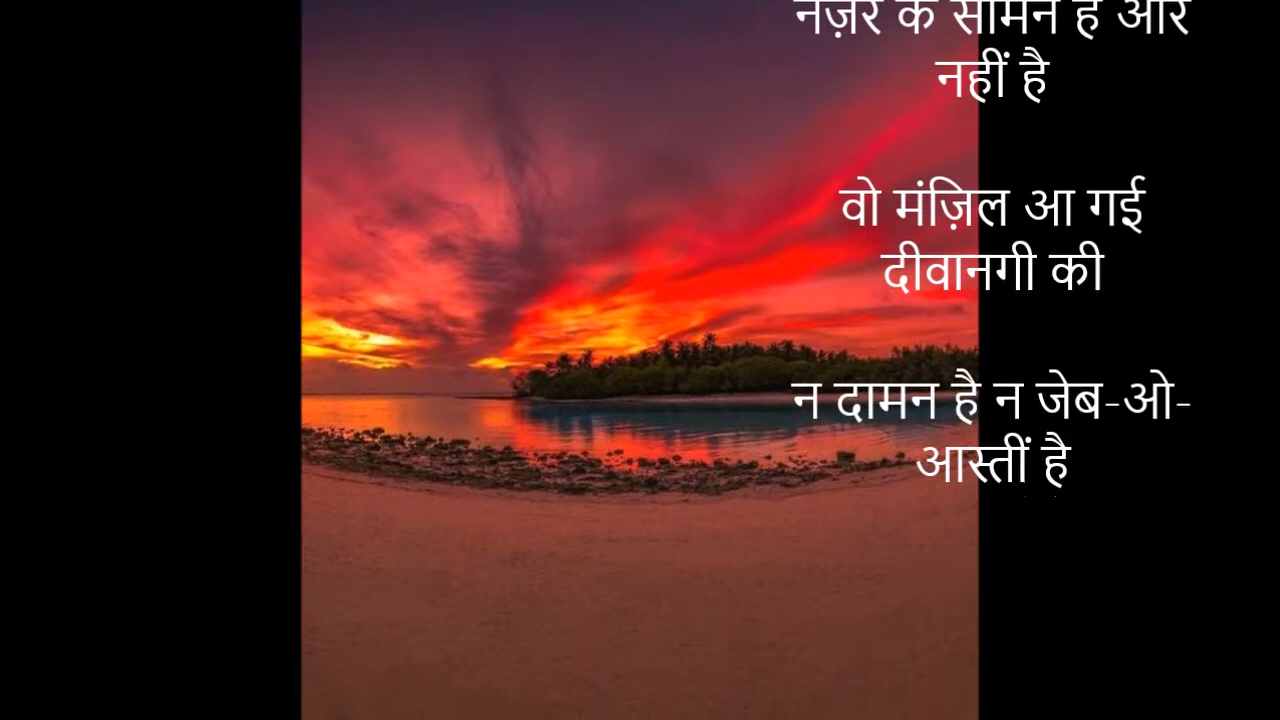 नज़र के सामने है और
नहीं है
वो मंज़िल आ गई
दीवानगी की
न दामन है न जेब-ओ-
आस्तीं है